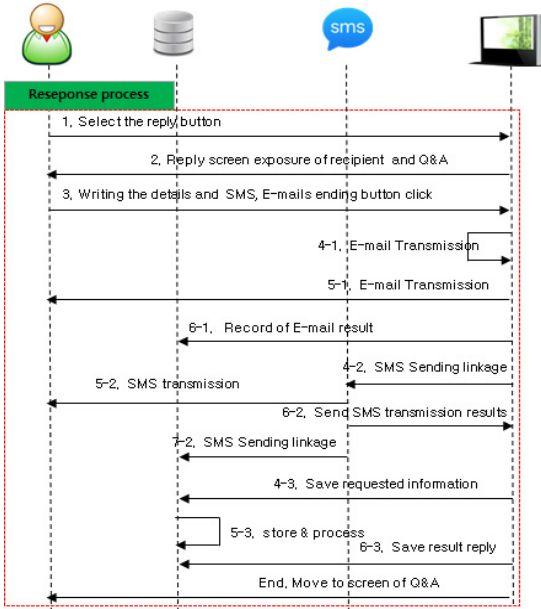 sms
Reseponse process
1, Select the reply button
2, Reply screen exposure of recipient and Q&A
3, Writing the details and SMS, E-mails ending button click
4-1, E-mail Transmission
5-1, E-mail Transmission
6-1, Record of E-mail result
4-2, SMS Sending linkage
5-2, SMS transmission
6-2, Send SMS transmission results
7-2, SMS Sending linkage
4-3, Save requested information
5-3, store & process
6-3, Save result reply
End, Move to screen of Q&A